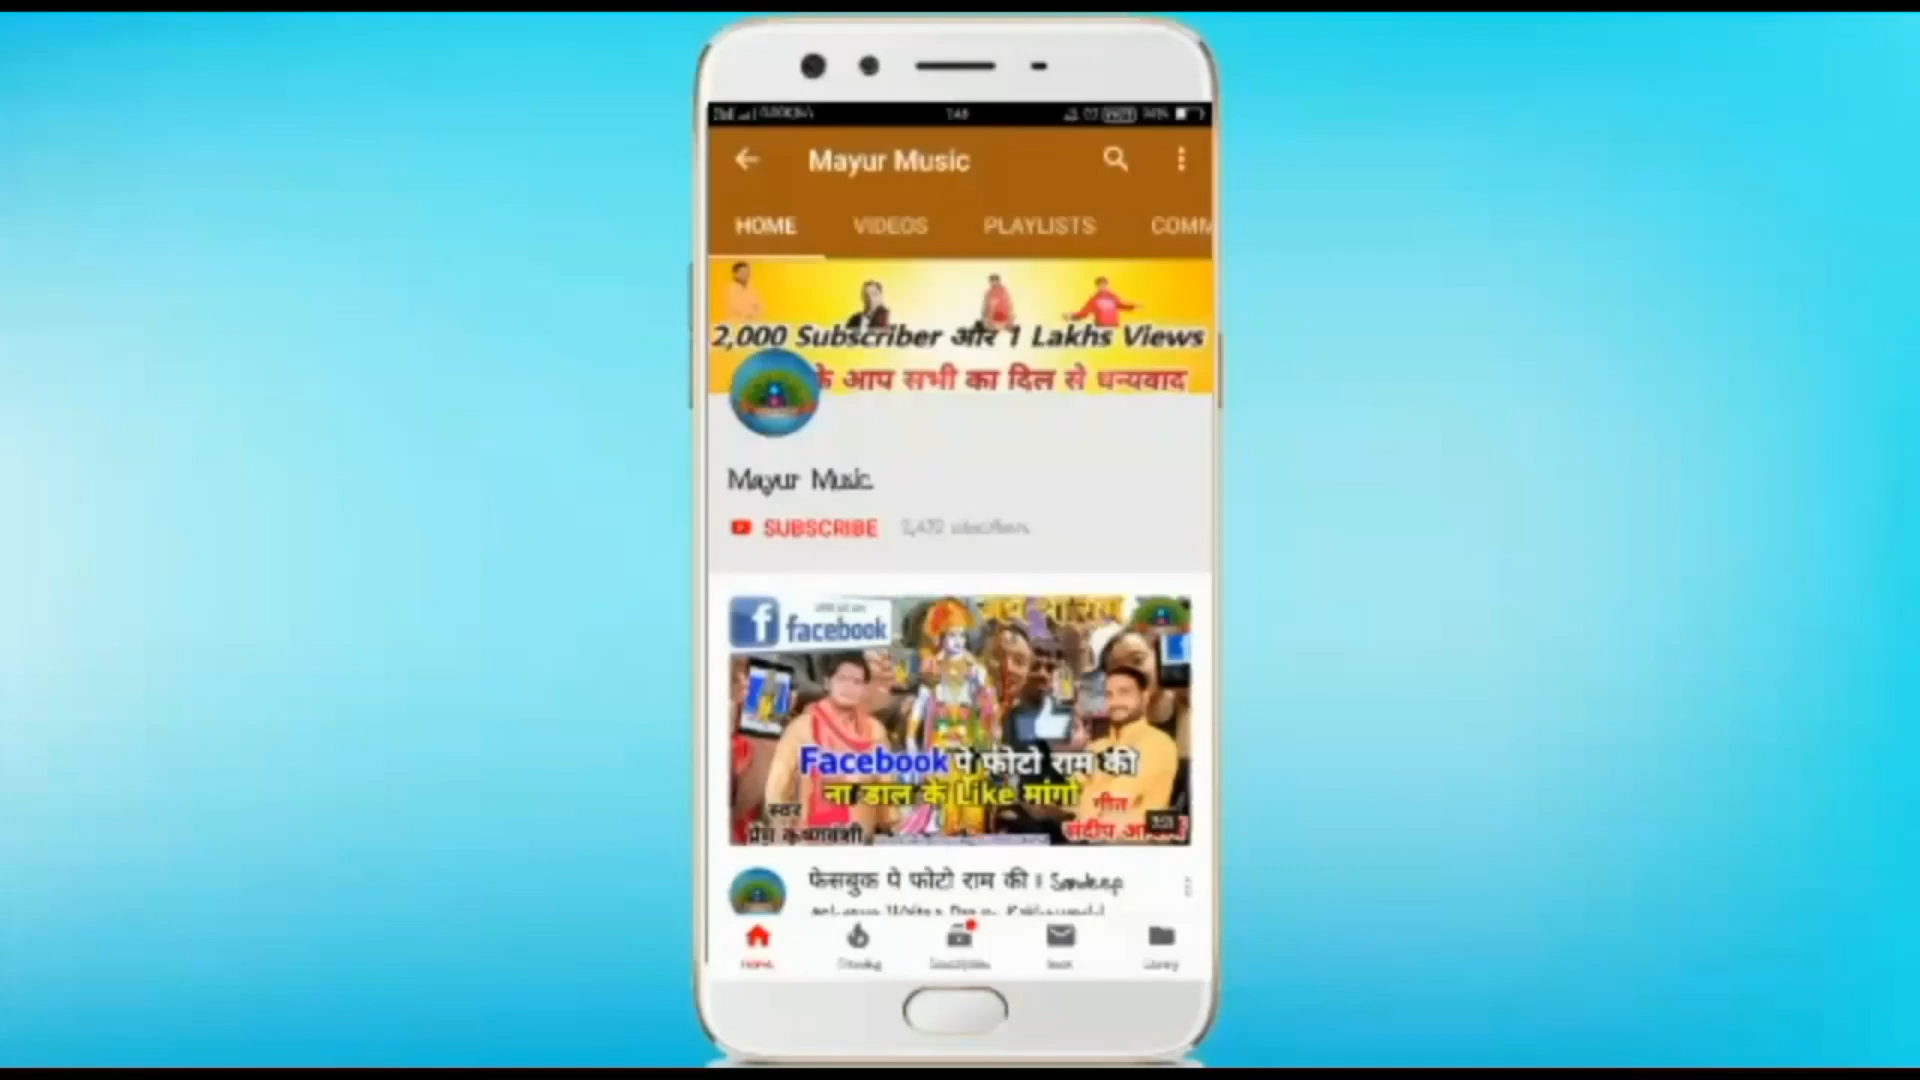 Mayur Music
HOME VIDEOS PLAYLISTS COMM
2,000 Subscriber और 1 Lakhs Views
के आप सभी का दिल से धन्यवाद
Mayur Music
SUBSCRIBE
facebook
Facebook पे फोटो राम की
ना डाल के Like मांगो
स्वर
गीत
संदीप
फेसबुक पे फोटो राम की । Sandeep
Home